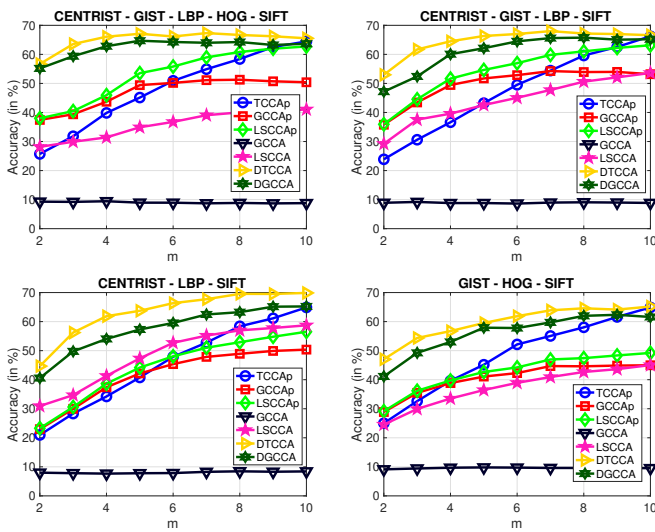 CENTRIST - GIST - LBP - HOG - SIFT
70
60
50
40
30
20
10
0
Accuracy (in %)
2 4 6 8 10
m
TCCAp
GCCAp
LSCCAp
GCCA
LSCCA
DTCCA
DGCCA
CENTRIST - GIST - LBP - SIFT
70
60
50
40
30
20
10
0
Accuracy (in %)
2 4 6 8 10
m
TCCAp
GCCAp
LSCCAp
GCCA
LSCCA
DTCCA
DGCCA
CENTRIST - LBP - SIFT
70
60
50
40
30
20
10
0
Accuracy (in %)
2 4 6 8 10
m
TCCAp
GCCAp
LSCCAp
GCCA
LSCCA
DTCCA
DGCCA
GIST - HOG - SIFT
70
60
50
40
30
20
10
0
Accuracy (in %)
2 4 6 8 10
m
TCCAp
GCCAp
LSCCAp
GCCA
LSCCA
DTCCA
DGCCA